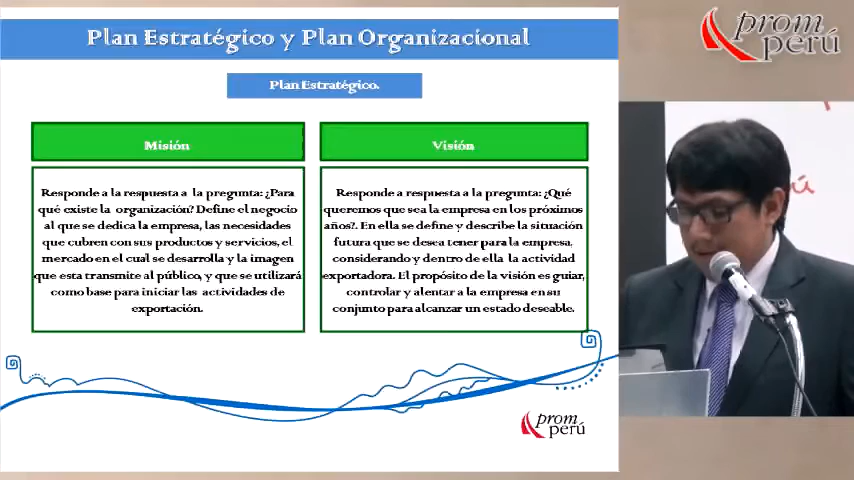 Plan Estratégico y Plan Organizacional
Plan Estratégico.
Misión
Responde a la respuesta a la pregunta: ¿Para
qué existe la organización? Define el negocio
al que se dedica la empresa, las necesidades
que cubren con sus productos y servicios, el
mercado en el cual se desarrolla y la imagen
que esta transmite al público, y que se utilizará
como base para iniciar las actividades de
exportación.
Visión
Responde a respuesta a la pregunta: ¿Qué
queremos que sea la empresa en los próximos
años?. En ella se define y describe la situación
futura que se desea tener para la empresa,
considerando y dentro de ella la actividad
exportadora. El propósito de la visión es guiar,
controlar y alentar a la empresa en su
conjunto para alcanzar un estado deseable.
prom
perú
prom
perú
ú